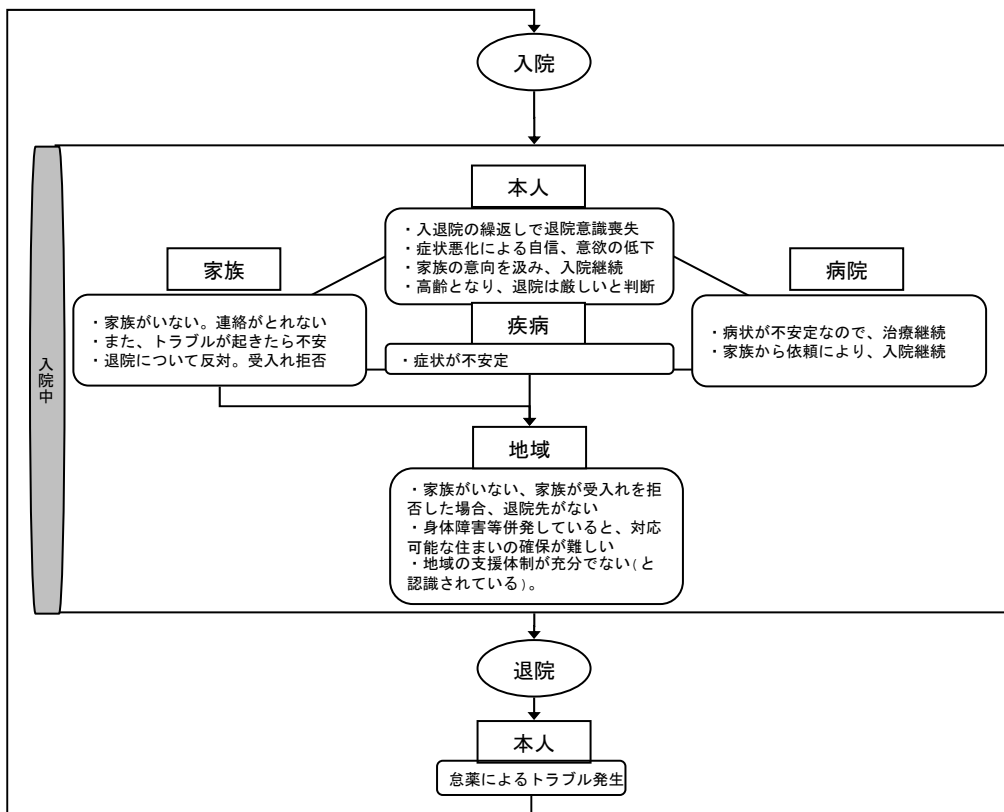 入院
入院中
本人
・入退院の繰返しで退院意識喪失
・症状悪化による自信、意欲の低下
・家族の意向を汲み、入院継続
・高齢となり、退院は厳しいと判断
家族
・家族がいない。連絡がとれない
・また、トラブルが起きたら不安
・退院について反対。受入れ拒否
病院
・病状が不安定なので、治療継続
・家族から依頼により、入院継続
疾病
・症状が不安定
地域
・家族がいない、家族が受入れを拒
否した場合、退院先がない
・身体障害等併発していると、対応
可能な住まいの確保が難しい
・地域の支援体制が充分でない(と
認識されている)。
退院
本人
怠薬によるトラブル発生